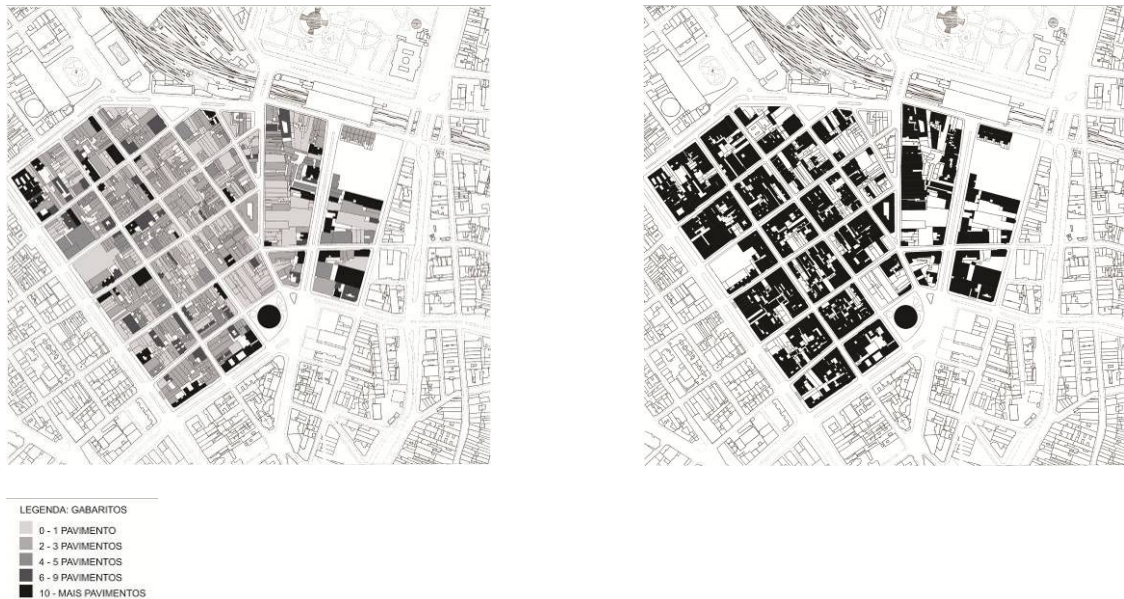 LEGENDA: GABARITOS
0 - 1 PAVIMENTO
2 - 3 PAVIMENTOS
4 - 5 PAVIMENTOS
6 - 9 PAVIMENTOS
10 - MAIS PAVIMENTOS